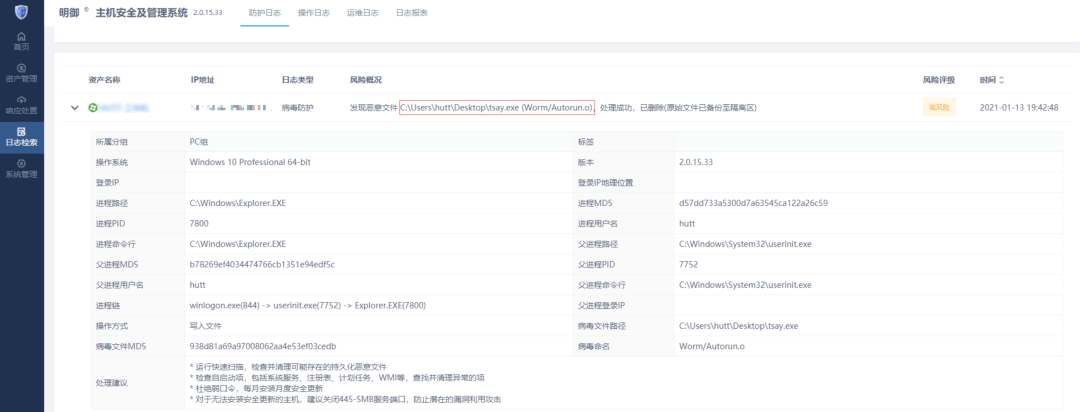 明御® 主机安全及管理系统 2.0.15.33 防护日志 操作日志 运维日志 日志报表
首页
资产管理
响应处置
日志检索
系统管理
资产名称 IP地址 日志类型 风险概况 风险评级 时间
病毒防护 发现恶意文件 C:\Users\hutt\Desktop\tsay.exe (Worm/Autorun.o)，处理成功，已删除(原始文件已备份至隔离区) 高风险 2021-01-13 19:42:48
所属分组 PC组 标签
操作系统 Windows 10 Professional 64-bit 版本 2.0.15.33
登录IP 登录IP地理位置
进程路径 C:\Windows\Explorer.EXE 进程MD5 d57dd733a5300d7a63545ca122a26c59
进程PID 7800 进程用户名 hutt
进程命令行 C:\Windows\Explorer.EXE 父进程路径 C:\Windows\System32\userinit.exe
父进程MD5 b78269ef4034474766cb1351e94edf5c 父进程PID 7752
父进程用户名 hutt 父进程命令行 C:\Windows\System32\userinit.exe
进程链 winlogon.exe(844) -> userinit.exe(7752) -> Explorer.EXE(7800) 父进程登录IP
操作方式 写入文件 病毒文件路径 C:\Users\hutt\Desktop\tsay.exe
病毒文件MD5 938d81a69a97008062aa4e53ef03cedb 病毒命名 Worm/Autorun.o
处理建议
* 运行快速扫描，检查并清理可能存在的持久化恶意文件
* 检查自启动项，包括系统服务、注册表、计划任务、WMI等，查找并清理异常的项
* 杜绝弱口令，每月安装月度安全更新
* 对于无法安装安全更新的主机，建议关闭445-SMB服务端口，防止潜在的漏洞利用攻击